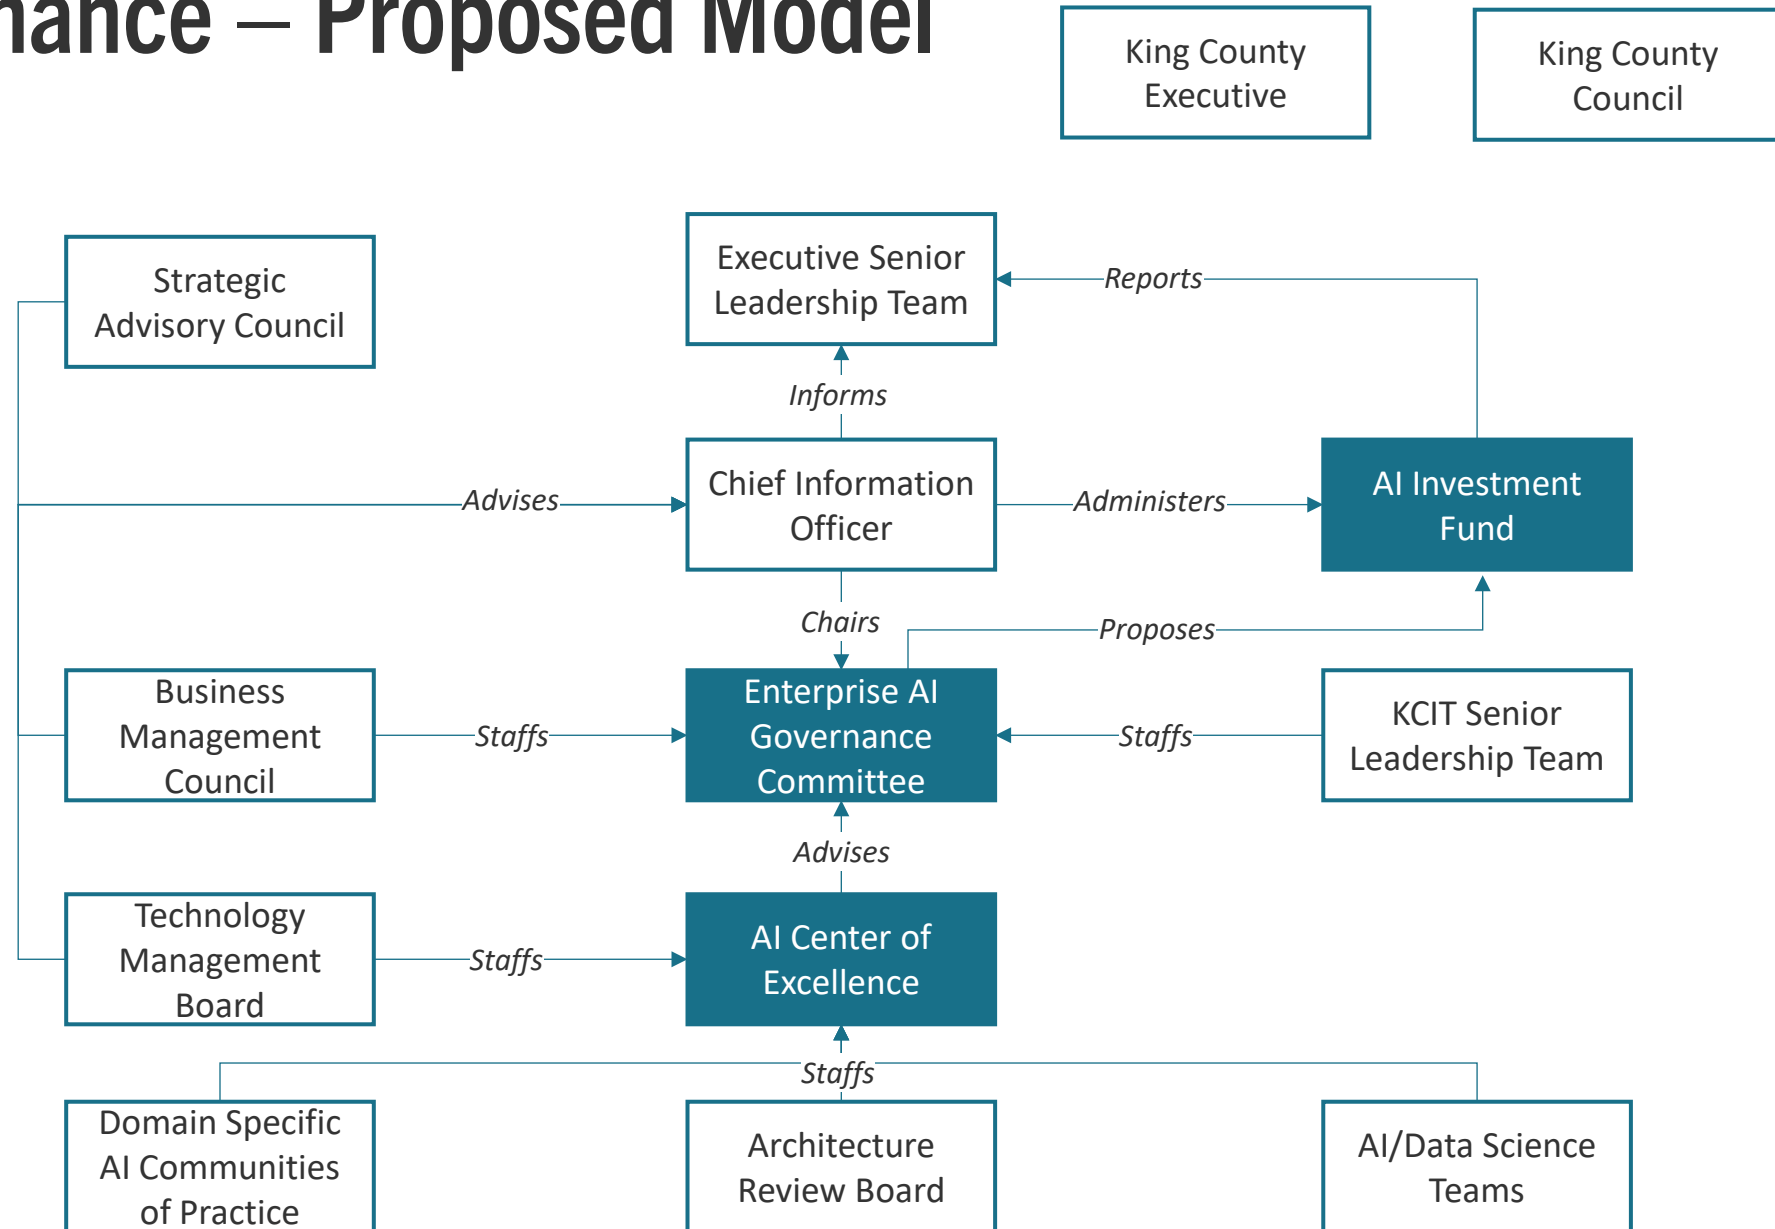 nance – Proposed Model
King County
Executive
King County
Council
Strategic
Advisory Council
Executive Senior
Leadership Team
Reports
Informs
Advises
Chief Information
Officer
Administers
AI Investment
Fund
Chairs
Proposes
Business
Management
Council
Staffs
Enterprise AI
Governance
Committee
Staffs
KCIT Senior
Leadership Team
Advises
Technology
Management
Board
Staffs
AI Center of
Excellence
Staffs
Domain Specific
AI Communities
of Practice
Architecture
Review Board
AI/Data Science
Teams